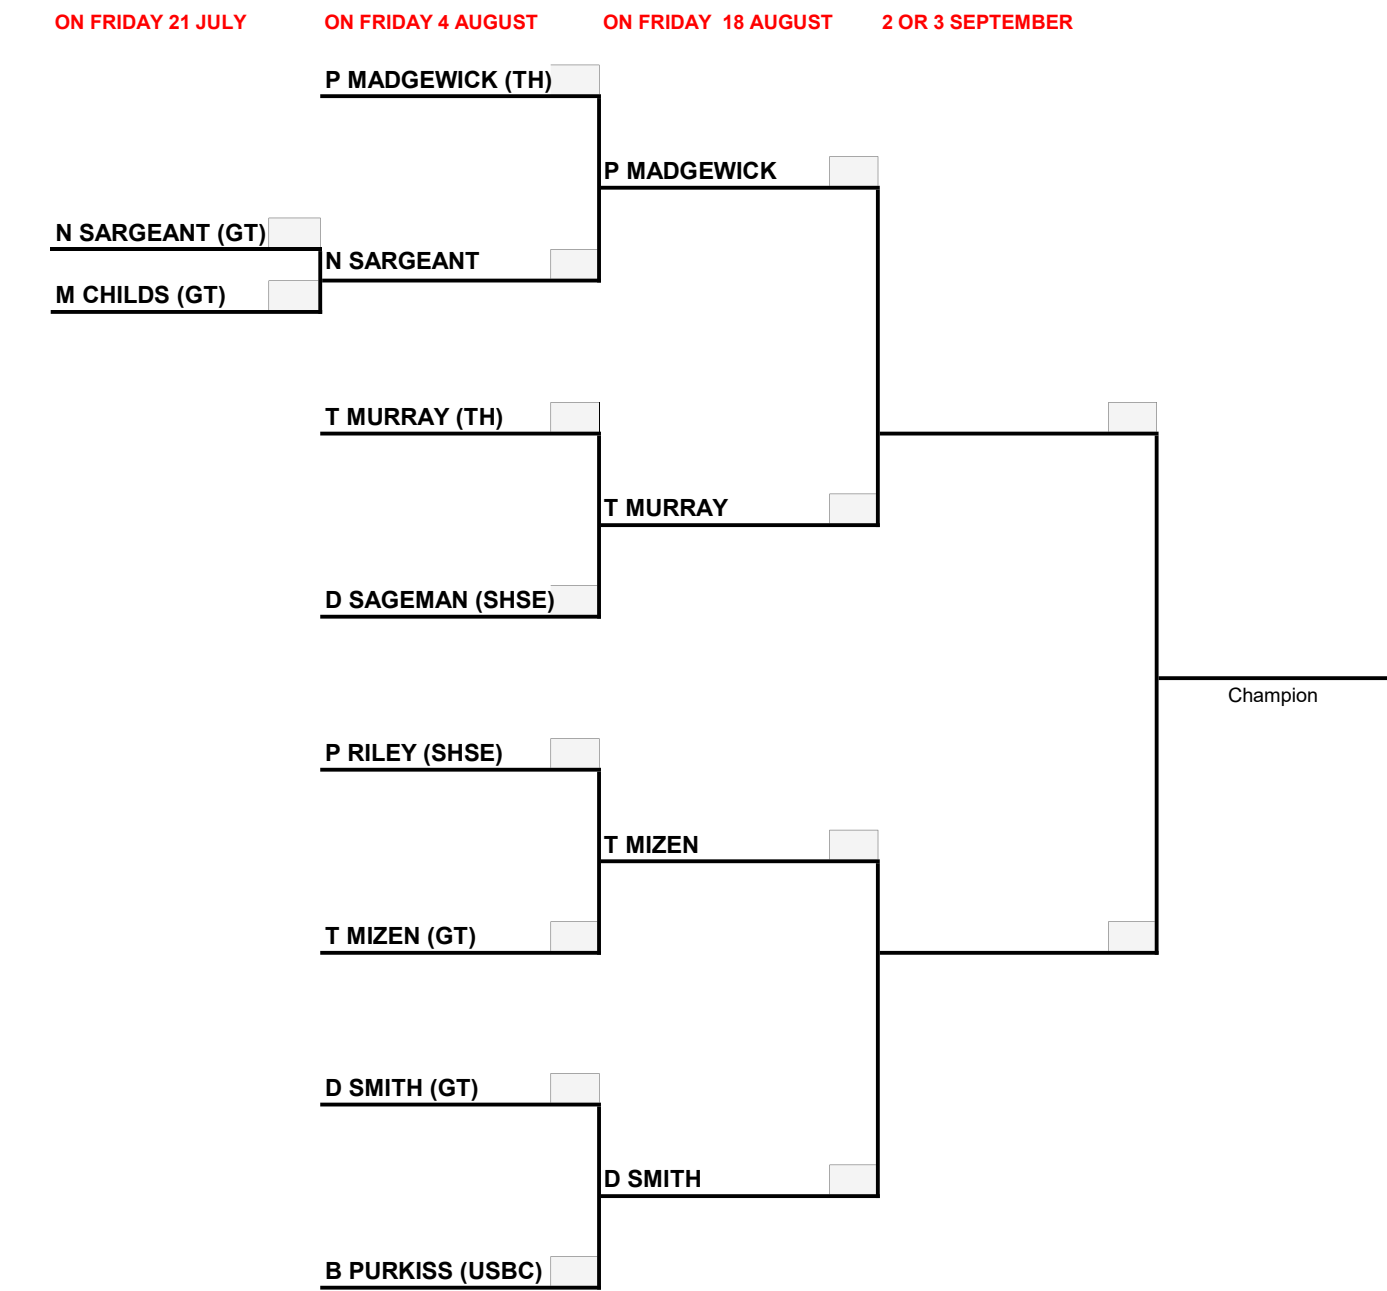 ON FRIDAY 21 JULY
ON FRIDAY 4 AUGUST
ON FRIDAY  18 AUGUST
2 OR 3 SEPTEMBER
P MADGEWICK (TH)
P MADGEWICK
N SARGEANT (GT)
N SARGEANT
M CHILDS (GT)
T MURRAY (TH)
T MURRAY
D SAGEMAN (SHSE)
Champion
P RILEY (SHSE)
T MIZEN
T MIZEN (GT)
D SMITH (GT)
D SMITH
B PURKISS (USBC)